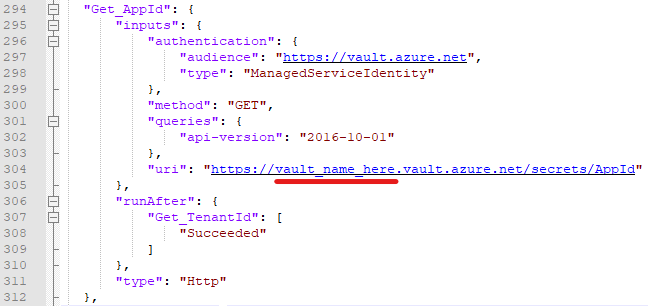 294 "Get_AppId": {
295 "inputs": {
296 "authentication": {
297 "audience": "https://vault.azure.net",
298 "type": "ManagedServiceIdentity"
299 },
300 "method": "GET",
301 "queries": {
302 "api-version": "2016-10-01"
303 },
304 "uri": "https://vault_name_here.vault.azure.net/secrets/AppId"
305 },
306 "runAfter": {
307 "Get_TenantId": [
308 "Succeeded"
309 ]
310 },
311 "type": "Http"
312 },